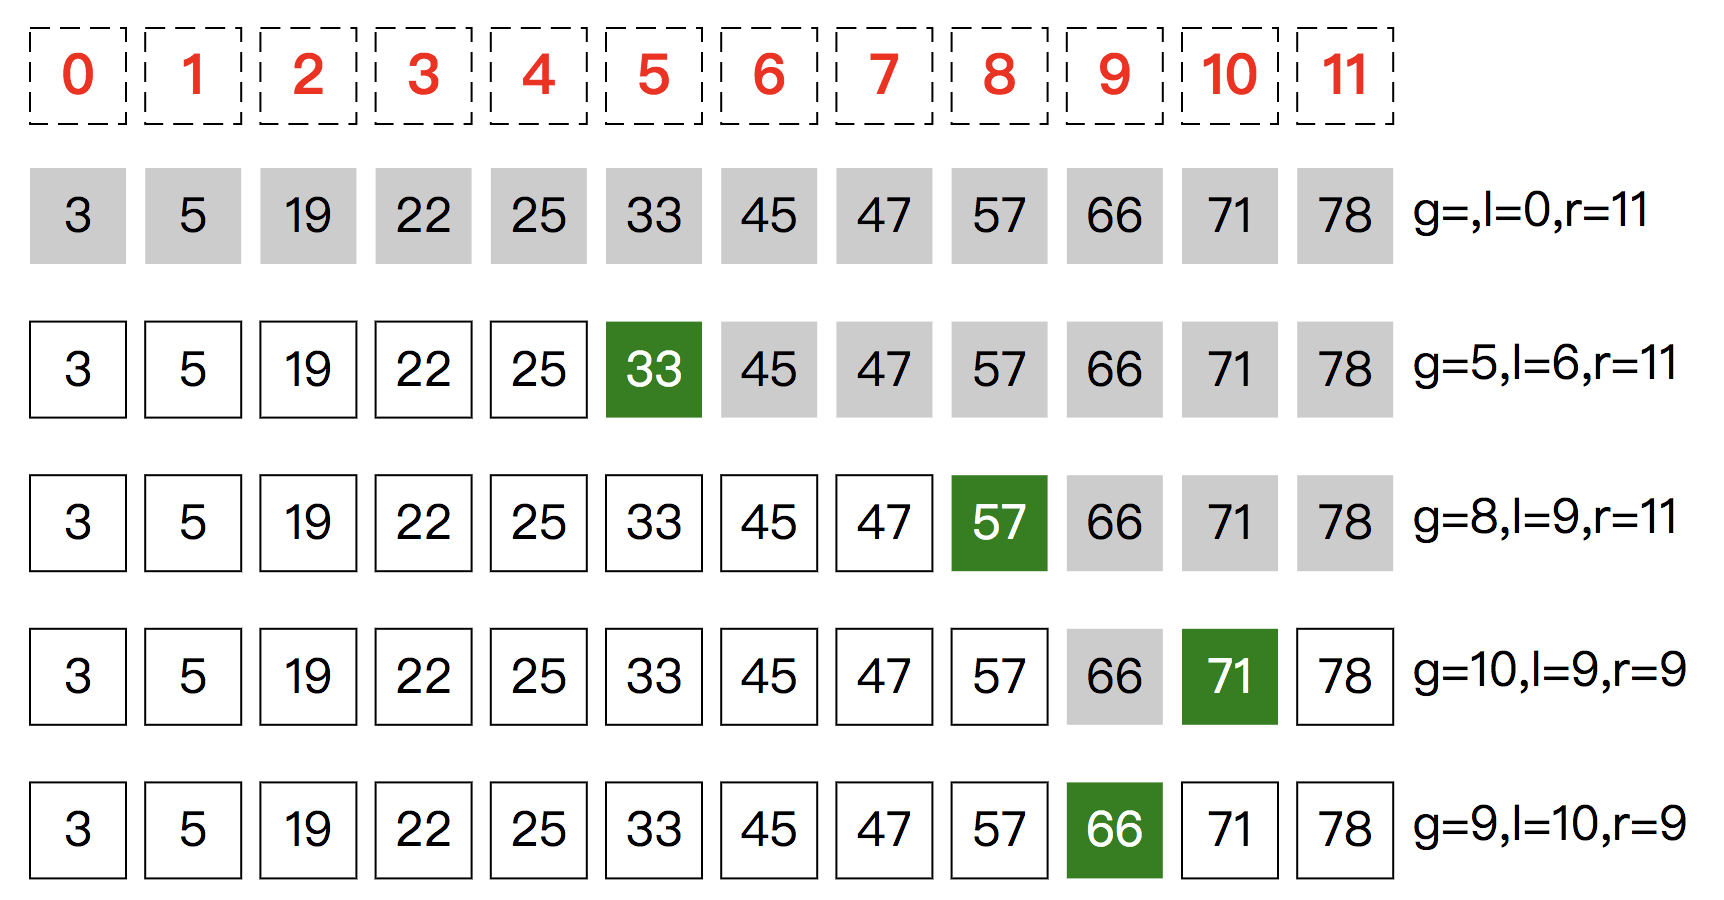 0 1 2 3 4 5 6 7 8 9 10 11
3 5 19 22 25 33 45 47 57 66 71 78 g=,l=0,r=11
3 5 19 22 25 33 45 47 57 66 71 78 g=5,l=6,r=11
3 5 19 22 25 33 45 47 57 66 71 78 g=8,l=9,r=11
3 5 19 22 25 33 45 47 57 66 71 78 g=10,l=9,r=9
3 5 19 22 25 33 45 47 57 66 71 78 g=9,l=10,r=9